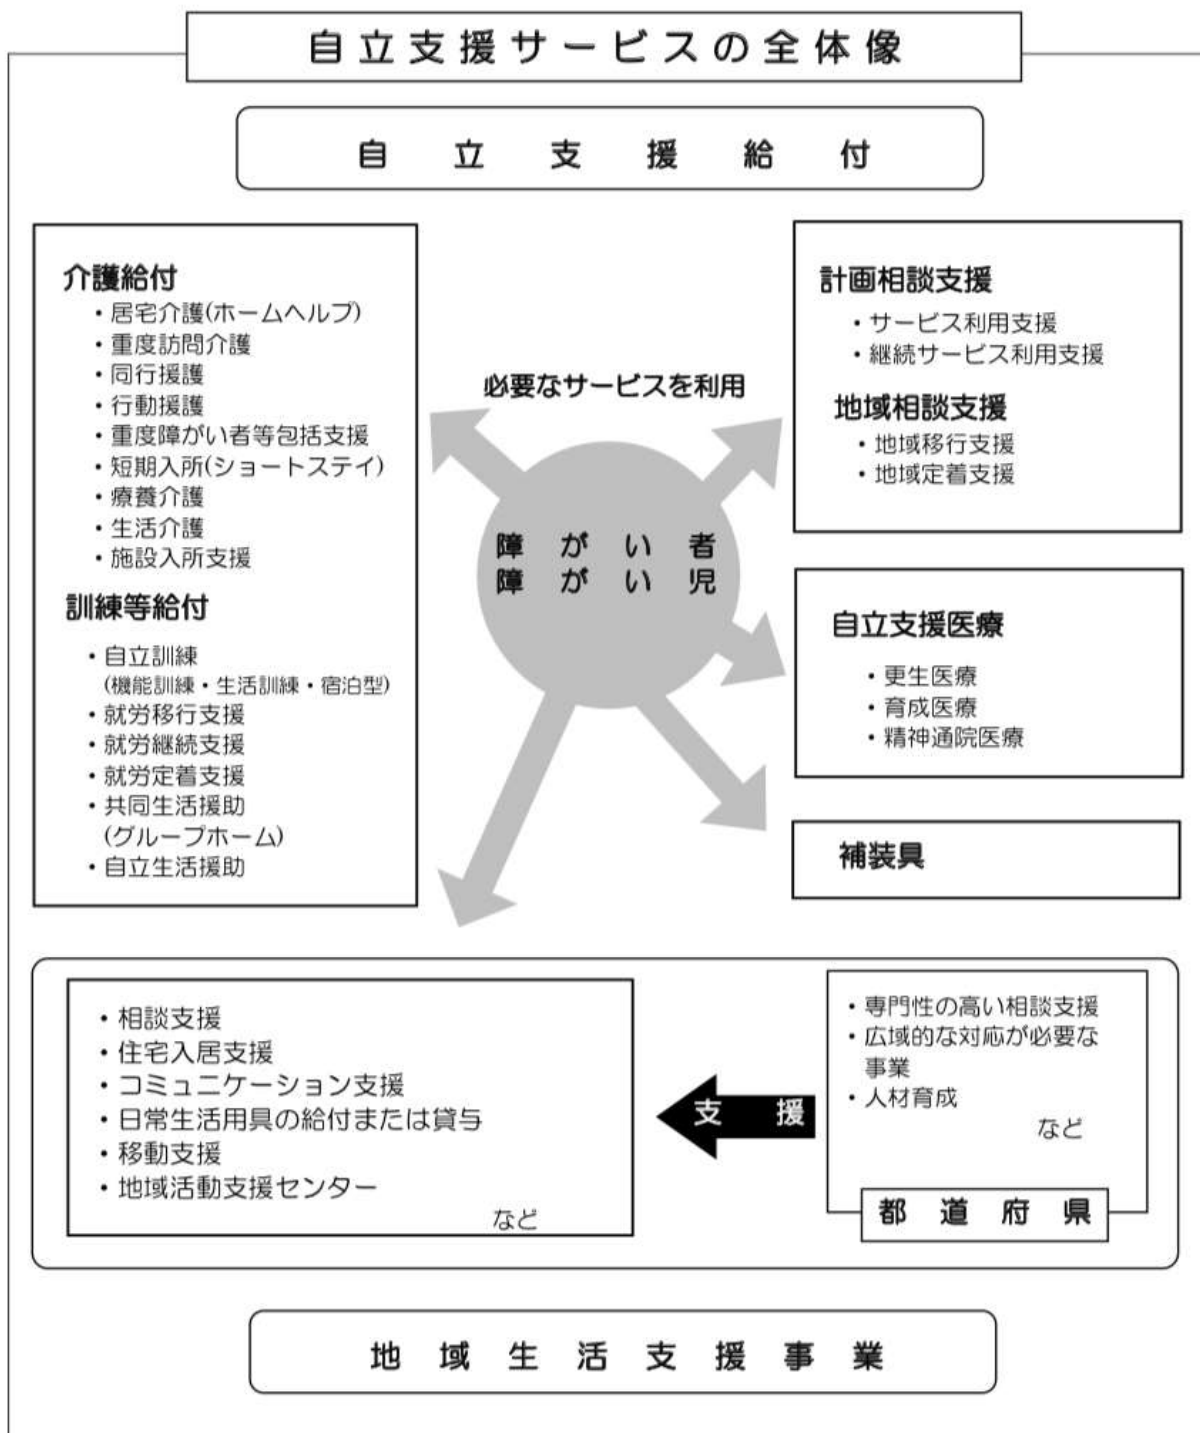 自立支援サービスの全体像
自立支援給付
介護給付
・居宅介護(ホームヘルプ)
・重度訪問介護
・同行援護
・行動援護
・重度障がい者等包括支援
・短期入所(ショートステイ)
・療養介護
・生活介護
・施設入所支援
訓練等給付
・自立訓練
(機能訓練・生活訓練・宿泊型)
・就労移行支援
・就労継続支援
・就労定着支援
・共同生活援助
(グループホーム)
・自立生活援助
必要なサービスを利用
障がい者
障がい児
計画相談支援
・サービス利用支援
・継続サービス利用支援
地域相談支援
・地域移行支援
・地域定着支援
自立支援医療
・更生医療
・育成医療
・精神通院医療
補装具
・相談支援
・住宅入居支援
・コミュニケーション支援
・日常生活用具の給付または貸与
・移動支援
・地域活動支援センター
など
支援
・専門性の高い相談支援
・広域的な対応が必要な
事業
・人材育成
など
都道府県
地域生活支援事業